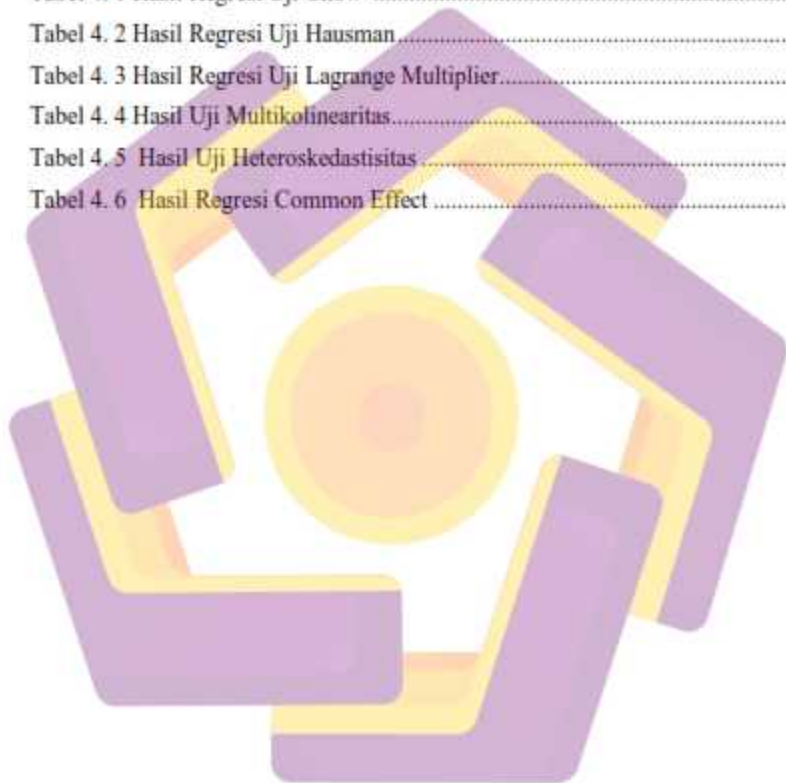 Tabel 4. 2 Hasil Regresi Uji Hausman
Tabel 4. 3 Hasil Regresi Uji Lagrange Multiplier
Tabel 4. 4 Hasil Uji Multikolinearitas
Tabel 4. 5 Hasil Uji Heteroskedastisitas
Tabel 4. 6 Hasil Regresi Common Effect